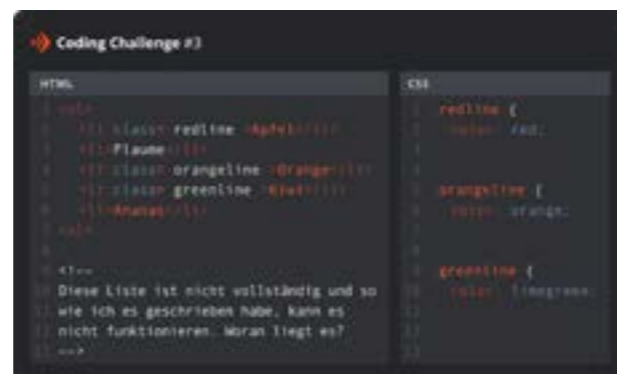 Coding Challenge #3
HTML
<ul>
<li class= redline >Apfel</li>
<li>Pflaume</li>
<li class= orangeline >Orange</li>
<li class= greenline >Kiwi</li>
<li>Ananas</li>
<ul>
<!--
Diese Liste ist nicht vollständig und so
wie ich es geschrieben habe, kann es
nicht funktionieren. Woran liegt es?
-->
CSS
redline {
color: red;
orangeline {
color: orange;
greenline {
color: limegreen;